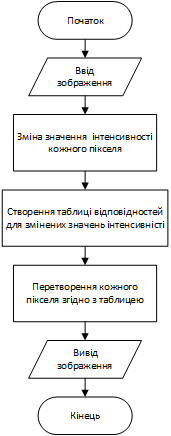 Початок
Ввід
зображення
Зміна значення інтенсивності
кожного пікселя
Створення таблиці відповідностей
для змінених значень інтенсивністі
Перетворення кожного
пікселя згідно з таблицею
Вивід
зображення
Кінець